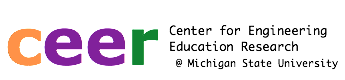 ceer
Center for Engineering
Education Research
@ Michigan State University